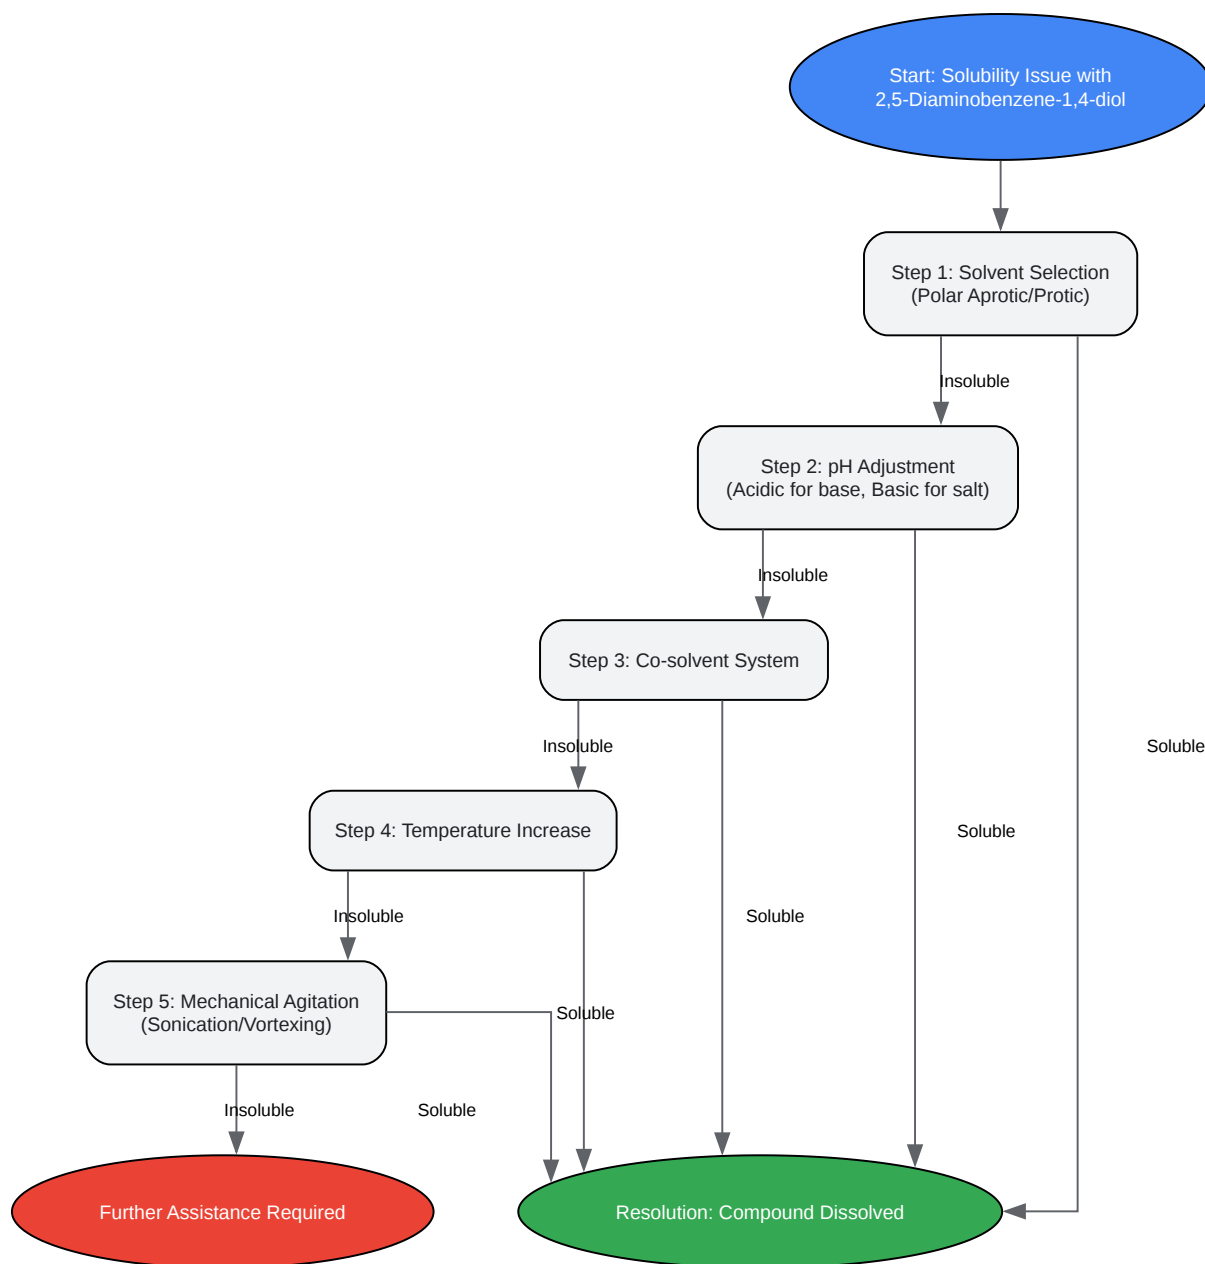 Start: Solubility Issue with
2,5-Diaminobenzene-1,4-diol
Step 1: Solvent Selection
(Polar Aprotic/Protic)
Insoluble
Step 2: pH Adjustment
(Acidic for base, Basic for salt)
Insoluble
Step 3: Co-solvent System
Insoluble
Soluble
Step 4: Temperature Increase
Soluble
Insoluble
Soluble
Step 5: Mechanical Agitation
(Sonication/Vortexing)
Soluble
Insoluble
Soluble
Further Assistance Required
Resolution: Compound Dissolved